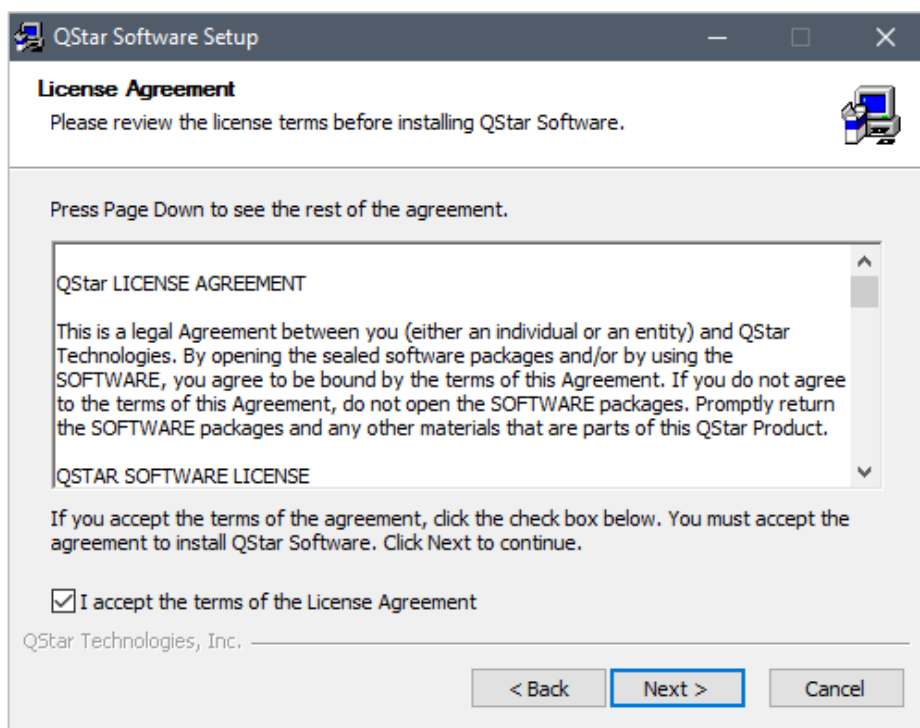 QStar Software Setup
License Agreement
Please review the license terms before installing QStar Software.
Press Page Down to see the rest of the agreement.
QStar LICENSE AGREEMENT
This is a legal Agreement between you (either an individual or an entity) and QStar
Technologies. By opening the sealed software packages and/or by using the
SOFTWARE, you agree to be bound by the terms of this Agreement. If you do not agree
to the terms of this Agreement, do not open the SOFTWARE packages. Promptly return
the SOFTWARE packages and any other materials that are parts of this QStar Product.
QSTAR SOFTWARE LICENSE
If you accept the terms of the agreement, click the check box below. You must accept the
agreement to install QStar Software. Click Next to continue.
I accept the terms of the License Agreement
QStar Technologies, Inc.
< Back
Next >
Cancel